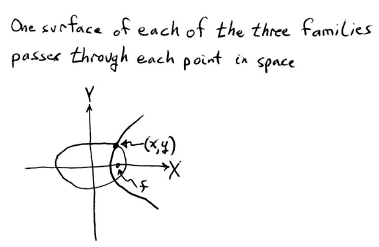 One surface of each of the three families
passes through each point in space
Y
(x,y)
X
f